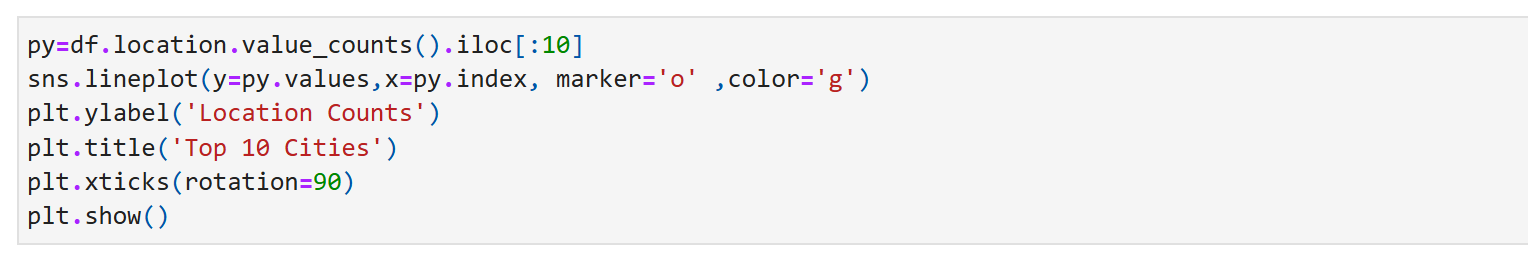 py=df.location.value_counts().iloc[:10]
sns.lineplot(y=py.values,x=py.index, marker='o' ,color='g')
plt.ylabel('Location Counts')
plt.title('Top 10 Cities')
plt.xticks(rotation=90)
plt.show()